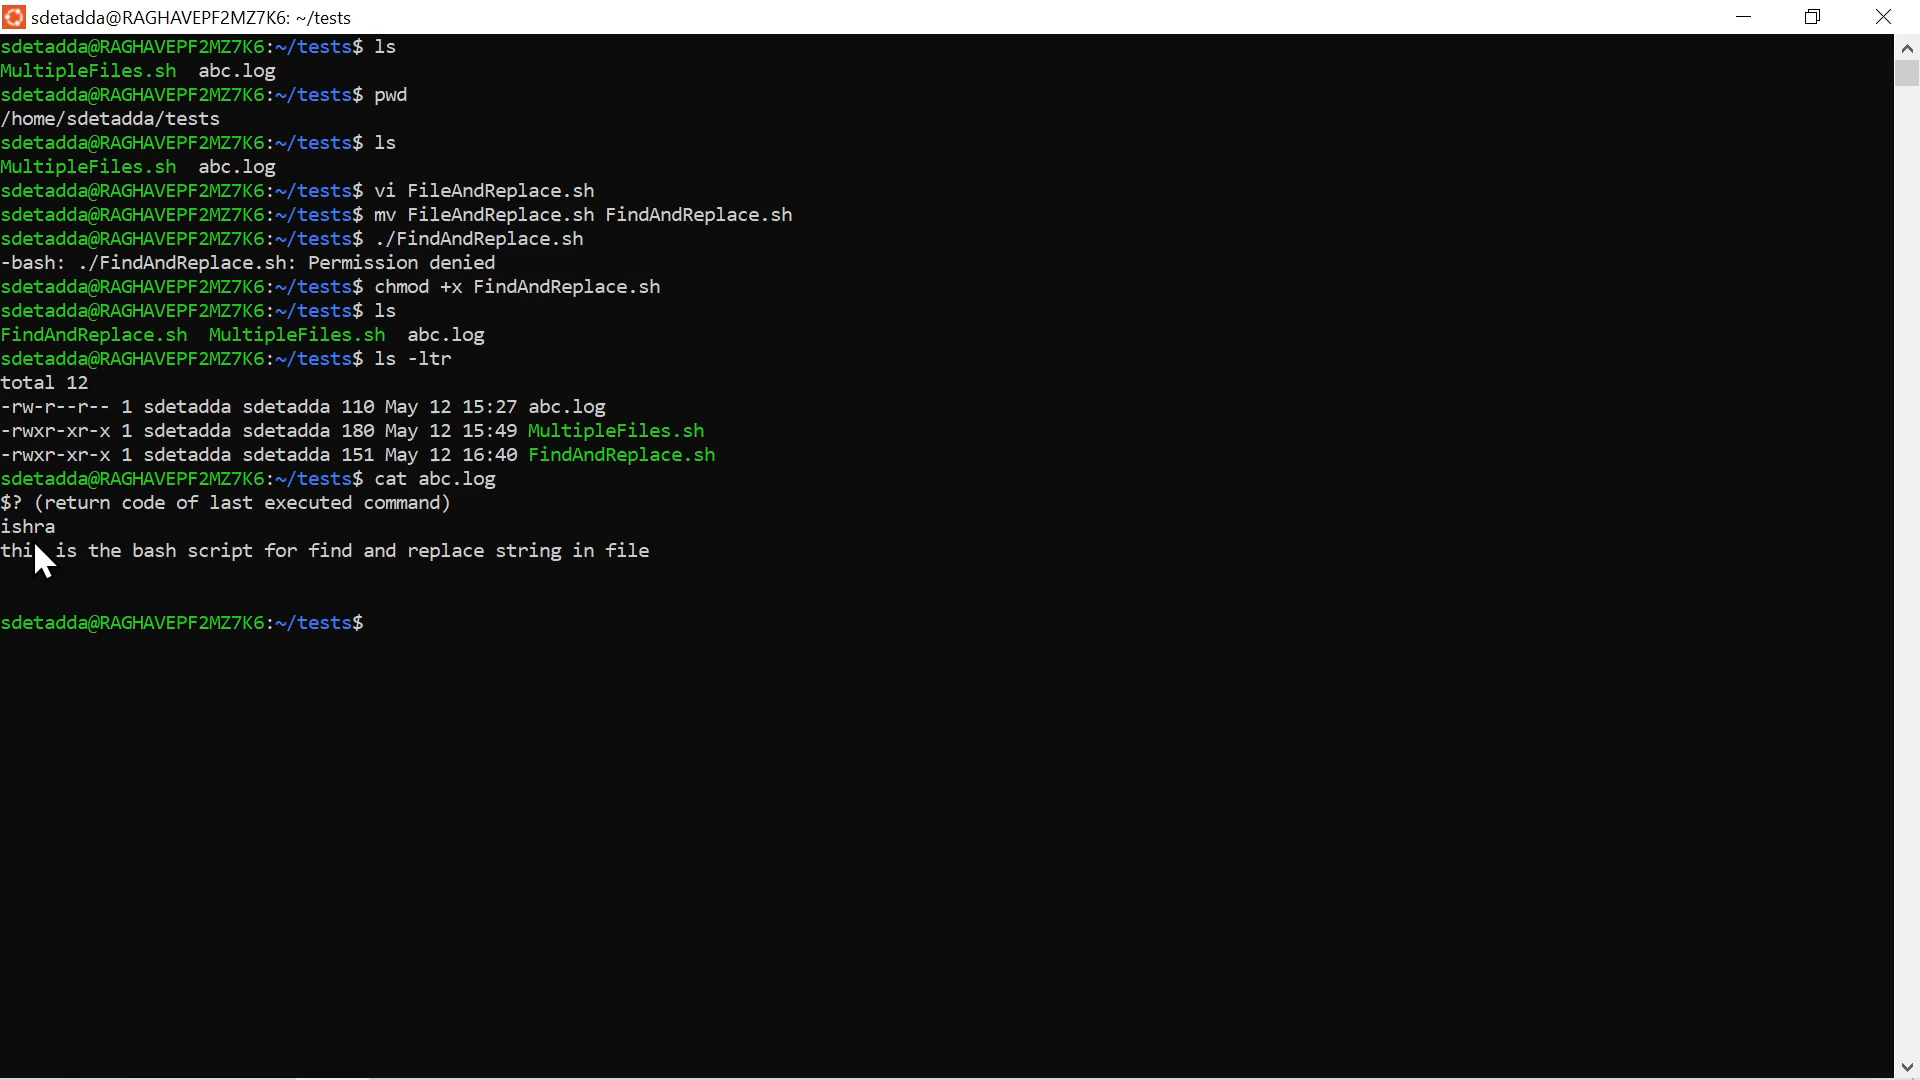 sdetadda@RAGHAVEPF2MZ7K6: ~/tests
sdetadda@RAGHAVEPF2MZ7K6:~/tests$ ls
MultipleFiles.sh  abc.log
sdetadda@RAGHAVEPF2MZ7K6:~/tests$ pwd
/home/sdetadda/tests
sdetadda@RAGHAVEPF2MZ7K6:~/tests$ ls
MultipleFiles.sh  abc.log
sdetadda@RAGHAVEPF2MZ7K6:~/tests$ vi FileAndReplace.sh
sdetadda@RAGHAVEPF2MZ7K6:~/tests$ mv FileAndReplace.sh FindAndReplace.sh
sdetadda@RAGHAVEPF2MZ7K6:~/tests$ ./FindAndReplace.sh
-bash: ./FindAndReplace.sh: Permission denied
sdetadda@RAGHAVEPF2MZ7K6:~/tests$ chmod +x FindAndReplace.sh
sdetadda@RAGHAVEPF2MZ7K6:~/tests$ ls
FindAndReplace.sh  MultipleFiles.sh  abc.log
sdetadda@RAGHAVEPF2MZ7K6:~/tests$ ls -ltr
total 12
-rw-r--r-- 1 sdetadda sdetadda 110 May 12 15:27 abc.log
-rwxr-xr-x 1 sdetadda sdetadda 180 May 12 15:49 MultipleFiles.sh
-rwxr-xr-x 1 sdetadda sdetadda 151 May 12 16:40 FindAndReplace.sh
sdetadda@RAGHAVEPF2MZ7K6:~/tests$ cat abc.log
$? (return code of last executed command)
ishra
is the bash script for find and replace string in file
sdetadda@RAGHAVEPF2MZ7K6:~/tests$